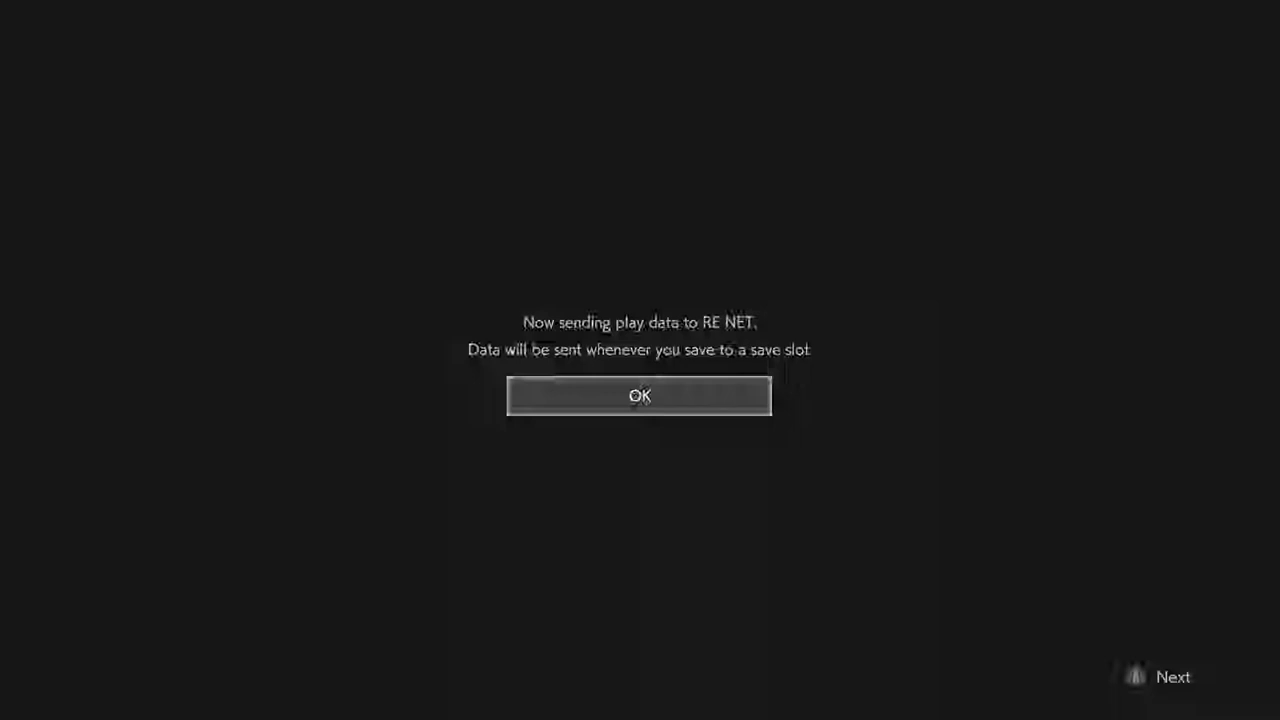 Now sending play data to RE NET.
Data will be sent whenever you save to a save slot
OK
Next